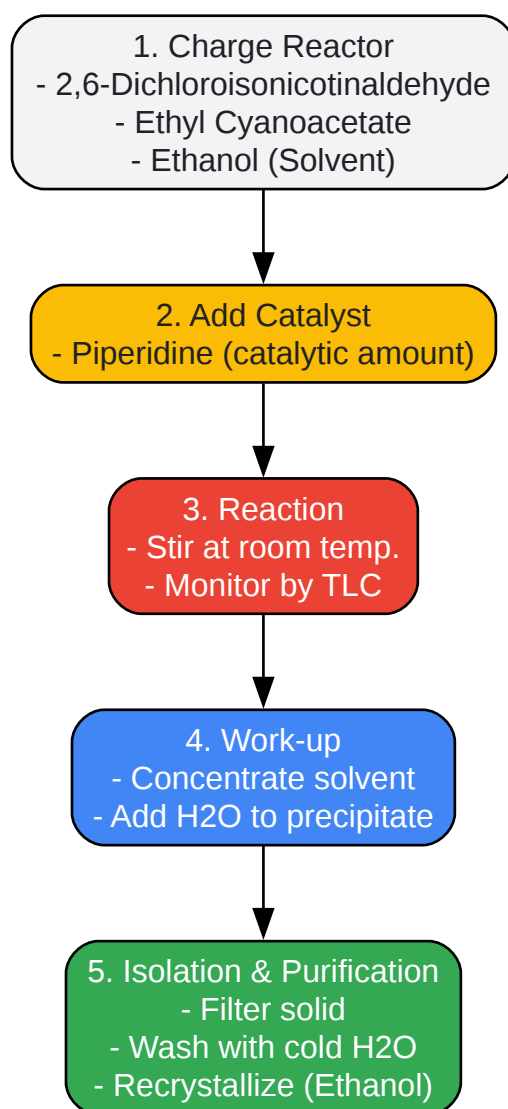 1. Charge Reactor
- 2,6-Dichloroisonicotinaldehyde
- Ethyl Cyanoacetate
- Ethanol (Solvent)
2. Add Catalyst
- Piperidine (catalytic amount)
3. Reaction
- Stir at room temp.
- Monitor by TLC
4. Work-up
- Concentrate solvent
- Add H2O to precipitate
5. Isolation & Purification
- Filter solid
- Wash with cold H2O
- Recrystallize (Ethanol)